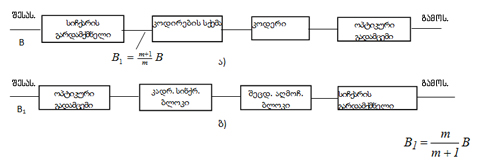 შესას.
გამოს.
სიჩქარის
გარდამქმნელი
კოდირების სქემა
კოდერი
ოპტიკური
გადამცემი
B
B₁ = m+1/m B
ა)
შესას.
გამოს.
ოპტიკური
გადამცემი
კადრ. სინქრ.
ბლოკი
შეცდ. აღმოჩ.
ბლოკი
სიჩქარის
გარდამქმნელი
B₁
ბ)
B₁ = m/m+1 B